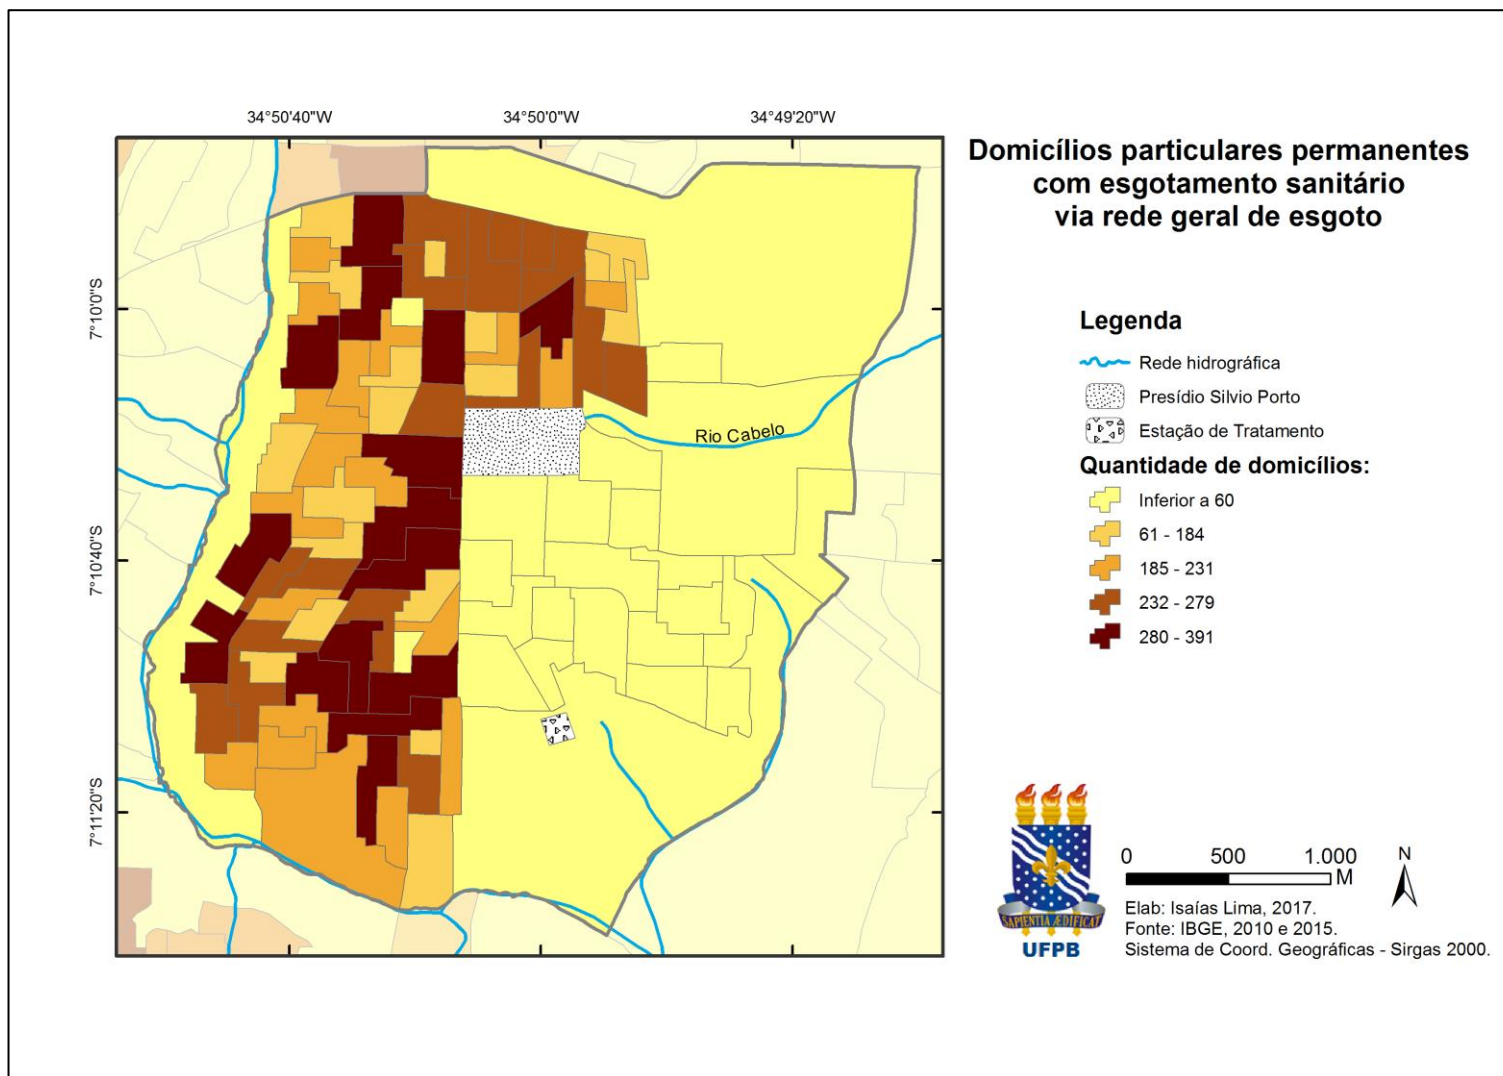 34°50'40"W
34°50'0"W
34°49'20"W
7°10'0"S
7°10'40"S
7°11'20"S
Rio Cabelo
Domicílios particulares permanentes
com esgotamento sanitário
via rede geral de esgoto
Legenda
Rede hidrográfica
Presídio Silvio Porto
Estação de Tratamento
Quantidade de domicílios:
Inferior a 60
61 - 184
185 - 231
232 - 279
280 - 391
SAPIENTIA ÆDIFICAT
UFPB
0 500 1.000
M
N
Elab: Isaías Lima, 2017.
Fonte: IBGE, 2010 e 2015.
Sistema de Coord. Geográficas - Sirgas 2000.